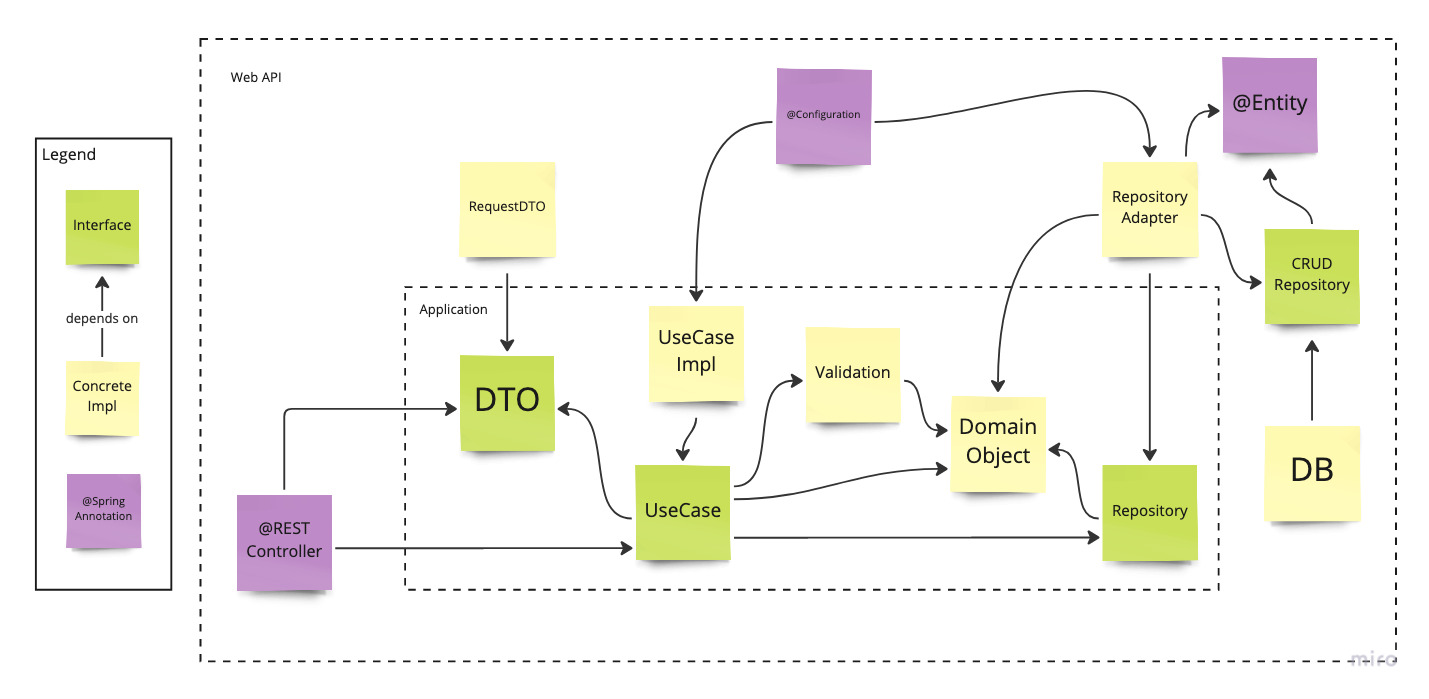 Web API
Legend
Interface
depends on
Concrete
Impl
@Spring
Annotation
@Configuration
@Entity
RequestDTO
Repository
Adapter
CRUD
Repository
Application
DTO
UseCase
Impl
Validation
Domain
Object
DB
@REST
Controller
UseCase
Repository
miro